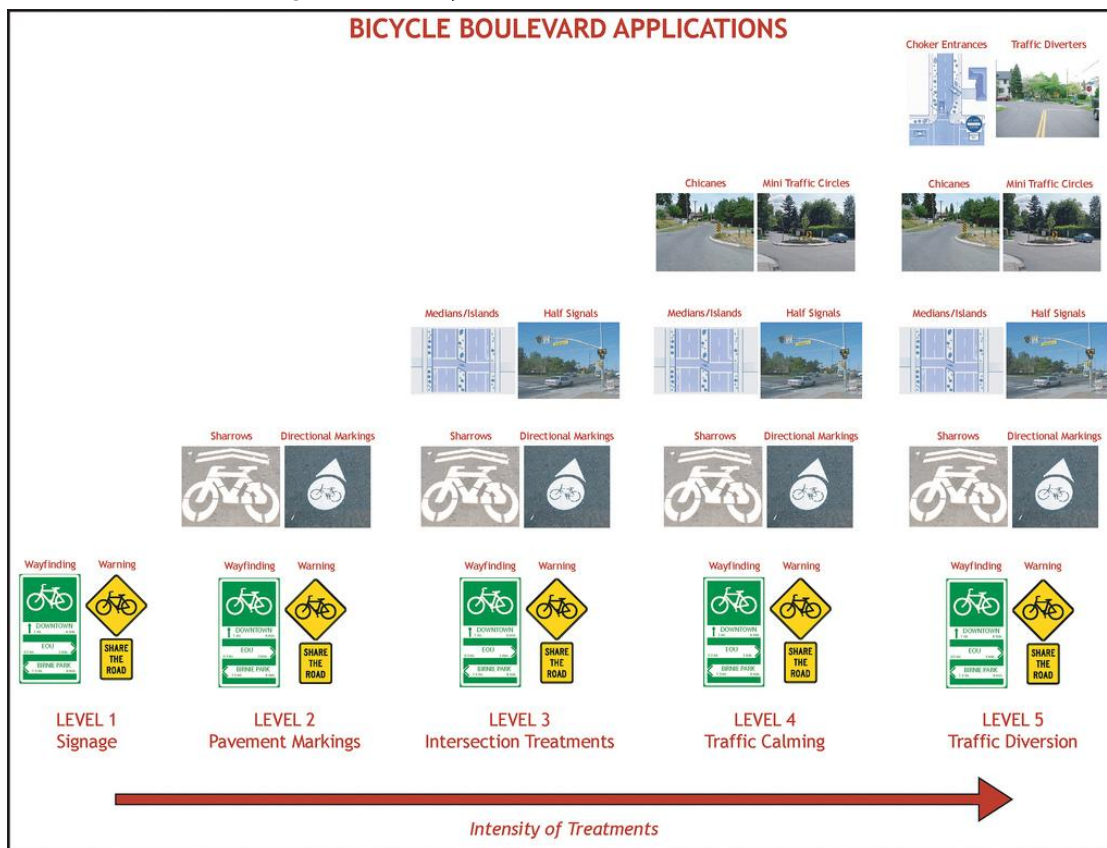 BICYCLE BOULEVARD APPLICATIONS
Choker Entrances
Traffic Diverters
Chicanes
Mini Traffic Circles
Chicanes
Mini Traffic Circles
Medians/Islands
Half Signals
Medians/Islands
Half Signals
Medians/Islands
Half Signals
Sharrows
Directional Markings
Sharrows
Directional Markings
Sharrows
Directional Markings
Sharrows
Directional Markings
Wayfinding
Warning
DOWNTOWN
EOU
BIRNIE PARK
SHARE
THE
ROAD
Wayfinding
Warning
DOWNTOWN
EOU
BIRNIE PARK
SHARE
THE
ROAD
Wayfinding
Warning
DOWNTOWN
EOU
BIRNIE PARK
SHARE
THE
ROAD
Wayfinding
Warning
DOWNTOWN
EOU
BIRNIE PARK
SHARE
THE
ROAD
Wayfinding
Warning
DOWNTOWN
EOU
BIRNIE PARK
SHARE
THE
ROAD
LEVEL 1
Signage
LEVEL 2
Pavement Markings
LEVEL 3
Intersection Treatments
LEVEL 4
Traffic Calming
LEVEL 5
Traffic Diversion
Intensity of Treatments